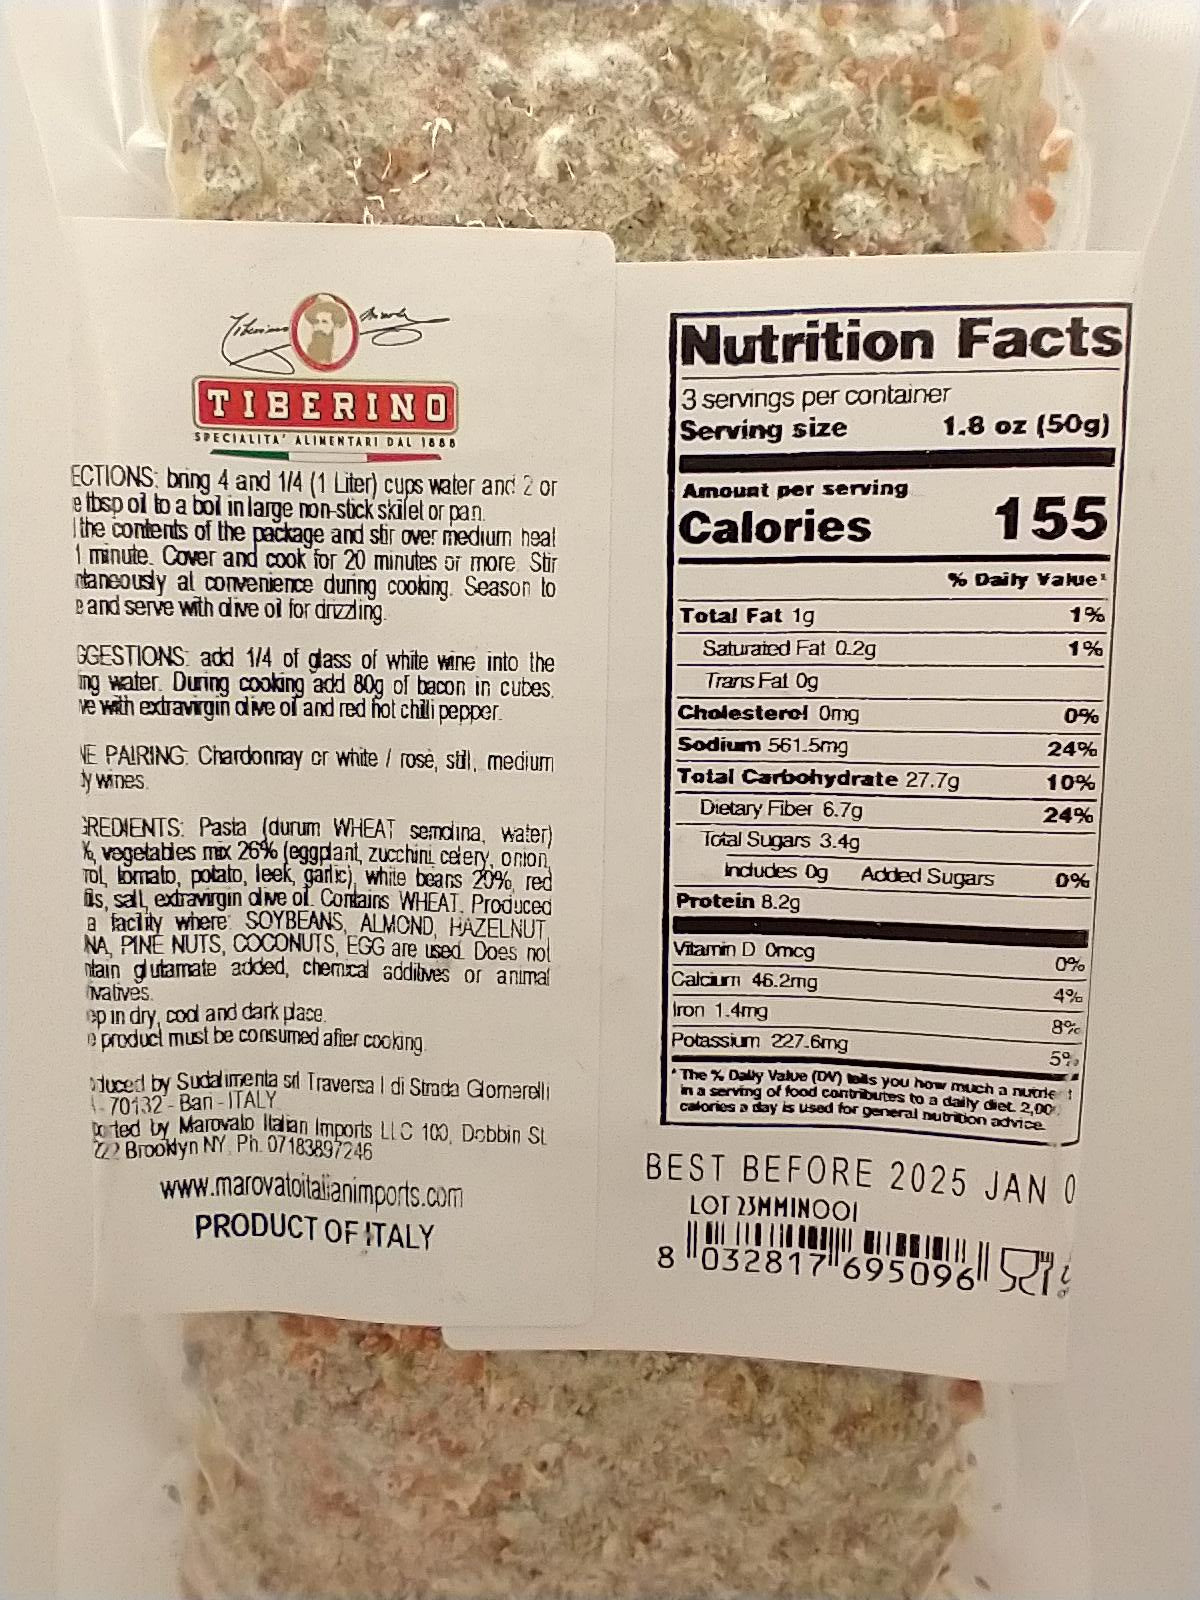 TIBERINO
SPECIALITA' ALIMENTARI DAL 1888
ECTIONS: bring 4 and 1/4 (1 Liter) cups water and 2 or
e tbsp oil to a boil in large non-stick skillet or pan.
the contents of the package and stir over medium heat
1 minute. Cover and cook for 20 minutes or more. Stir
ntaneously at convenience during cooking. Season to
e and serve with olive oil for drizzling.
GGESTIONS: add 1/4 of glass of white wine into the
ing water. During cooking add 80g of bacon in cubes.
ve with extravirgin olive oil and red hot chilli pepper.
NE PAIRING: Chardonnay or white / rosè, still, medium
dy wines.
GREDIENTS: Pasta (durum WHEAT semolina, water)
%, vegetables mix 26% (eggplant, zucchini, celery, onion,
rot, tomato, potato, leek, garlic), white beans 20%, red
tils, salt, extravirgin olive oil. Contains WHEAT. Produced
a facility where SOYBEANS, ALMOND, HAZELNUT,
NA, PINE NUTS, COCONUTS, EGG are used. Does not
ntain glutamate added, chemical additives or animal
ivatives.
ep in dry, cool and dark place.
e product must be consumed after cooking.
oduced by Sudalimenta srl Traversa I di Strada Glomerelli
- 70132 - Bari - ITALY
ported by Marovato Italian Imports LLC 100, Dobbin St.
222 Brooklyn NY. Ph. 07183897246
www.marovatoitalianimports.com
PRODUCT OF ITALY
Nutrition Facts
3 servings per container
Serving size 1.8 oz (50g)
Amount per serving
Calories 155
% Daily Value*
Total Fat 1g 1%
Saturated Fat 0.2g 1%
Trans Fat 0g
Cholesterol 0mg 0%
Sodium 561.5mg 24%
Total Carbohydrate 27.7g 10%
Dietary Fiber 6.7g 24%
Total Sugars 3.4g
Includes 0g Added Sugars 0%
Protein 8.2g
Vitamin D 0mcg 0%
Calcium 46.2mg 4%
Iron 1.4mg 8%
Potassium 227.6mg 5%
* The % Daily Value (DV) tells you how much a nutrie t
in a serving of food contributes to a daily diet. 2,00
calories a day is used for general nutrition advice.
BEST BEFORE 2025 JAN 0
LOT 23MMIN001
8 032817 695096